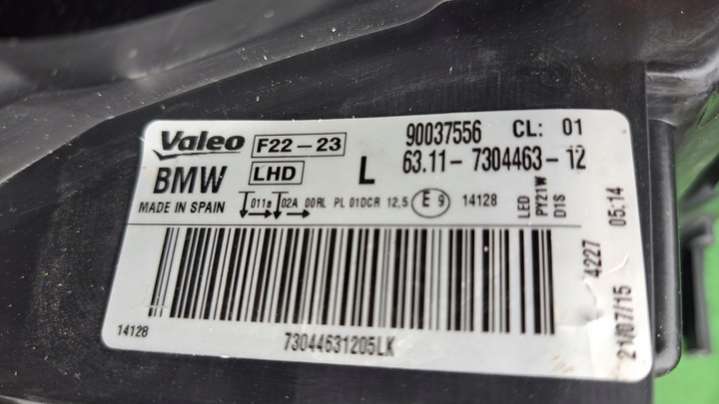 Valeo F22-23 90037556 CL: 01
BMW LHD L 63.11-7304463-12
MADE IN SPAIN 011a 02A 00RL PL 01DCR 12,5 E 9 14128
LED
PY21W
D1S
4227 05:14
21/07/15
14128 73044631205LK